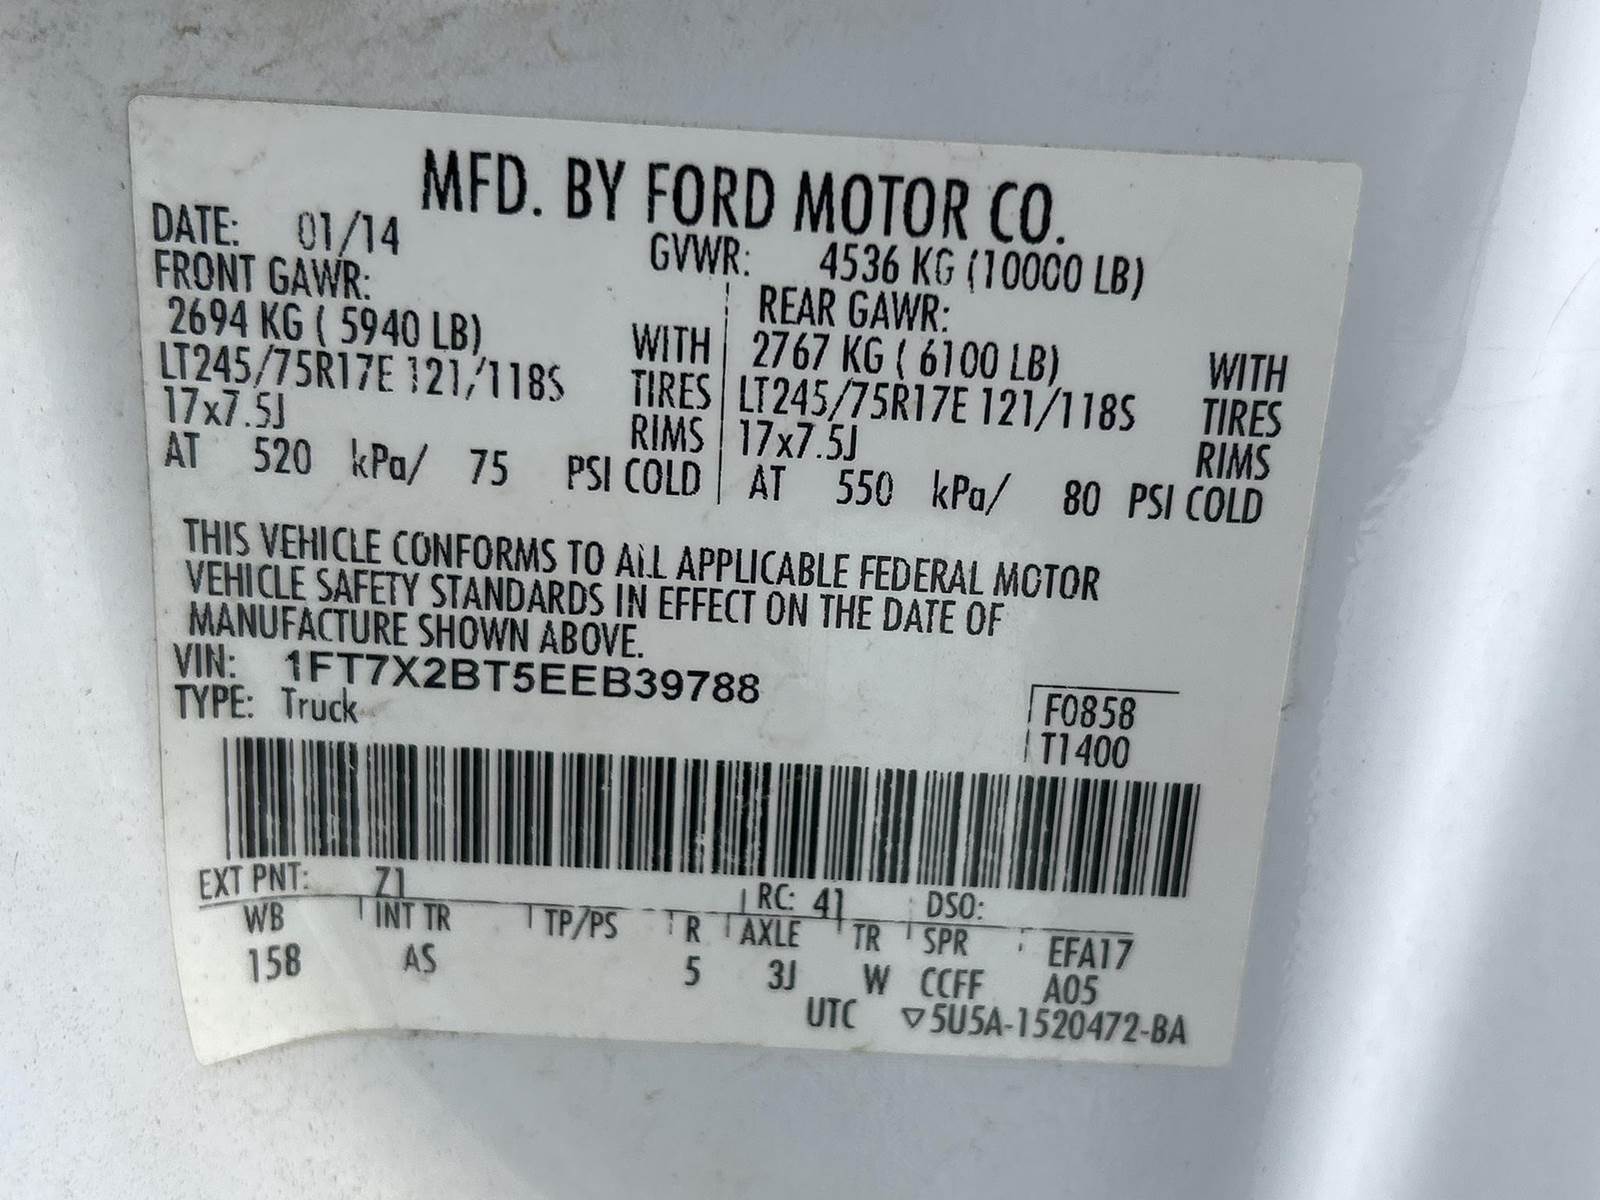 MFD. BY FORD MOTOR CO.
DATE: 01/14 GVWR: 4536 KG (10000 LB)
FRONT GAWR: REAR GAWR:
2694 KG ( 5940 LB) WITH 2767 KG ( 6100 LB) WITH
LT245/75R17E 121/118S TIRES LT245/75R17E 121/118S TIRES
17x7.5J RIMS 17x7.5J RIMS
AT 520 kPa/ 75 PSI COLD AT 550 kPa/ 80 PSI COLD
THIS VEHICLE CONFORMS TO ALL APPLICABLE FEDERAL MOTOR
VEHICLE SAFETY STANDARDS IN EFFECT ON THE DATE OF
MANUFACTURE SHOWN ABOVE.
VIN: 1FT7X2BT5EEB39788
TYPE: Truck F0858
T1400
EXT PNT: Z1 RC: 41 DSO:
WB INT TR TP/PS R AXLE TR SPR EFA17
158 AS 5 3J W CCFF A05
UTC ▽5U5A-1520472-BA